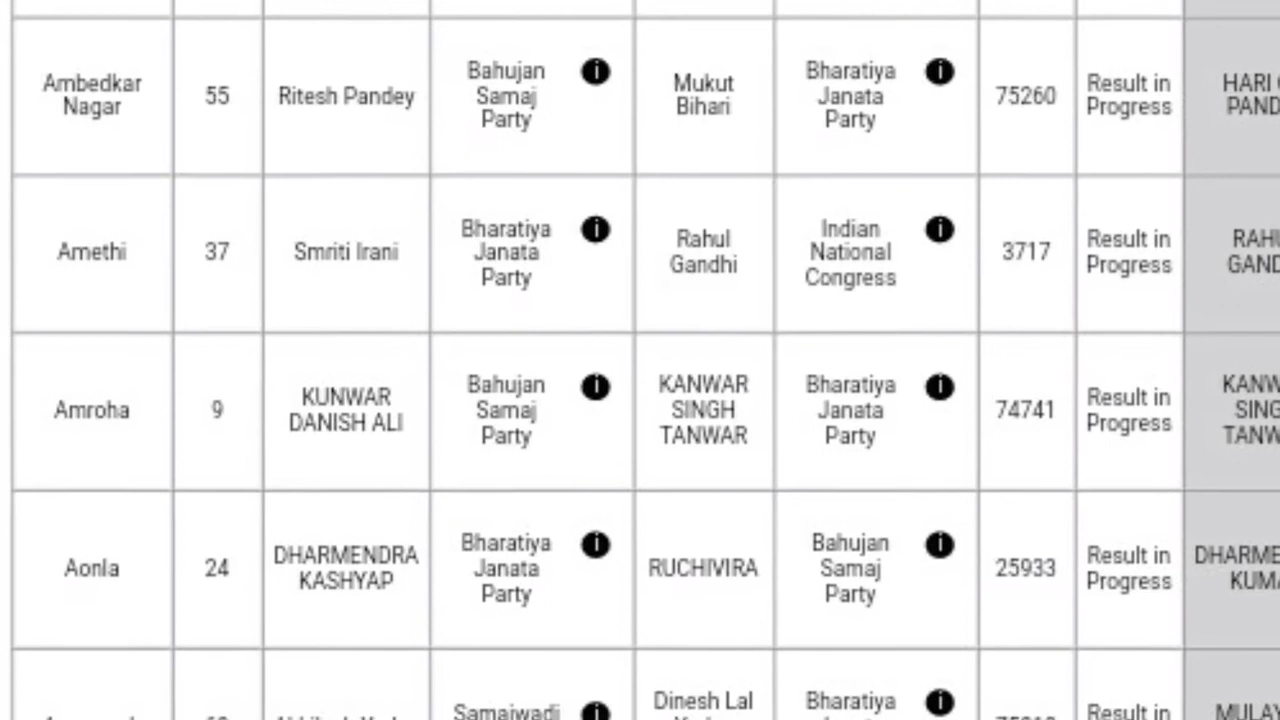 Ambedkar
Nagar
55
Ritesh Pandey
Bahujan
Samaj
Party
i
Mukut
Bihari
Bharatiya
Janata
Party
i
75260
Result in
Progress
HARI
PAND
Amethi
37
Smriti Irani
Bharatiya
Janata
Party
i
Rahul
Gandhi
Indian
National
Congress
i
3717
Result in
Progress
RAHU
GAND
Amroha
9
KUNWAR
DANISH ALI
Bahujan
Samaj
Party
i
KANWAR
SINGH
TANWAR
Bharatiya
Janata
Party
i
74741
Result in
Progress
KANW
SING
TANW
Aonla
24
DHARMENDRA
KASHYAP
Bharatiya
Janata
Party
i
RUCHIVIRA
Bahujan
Samaj
Party
i
25933
Result in
Progress
DHARME
KUMA
Samajwadi
i
Dinesh Lal
Bharatiya
i
Result in
MULAY